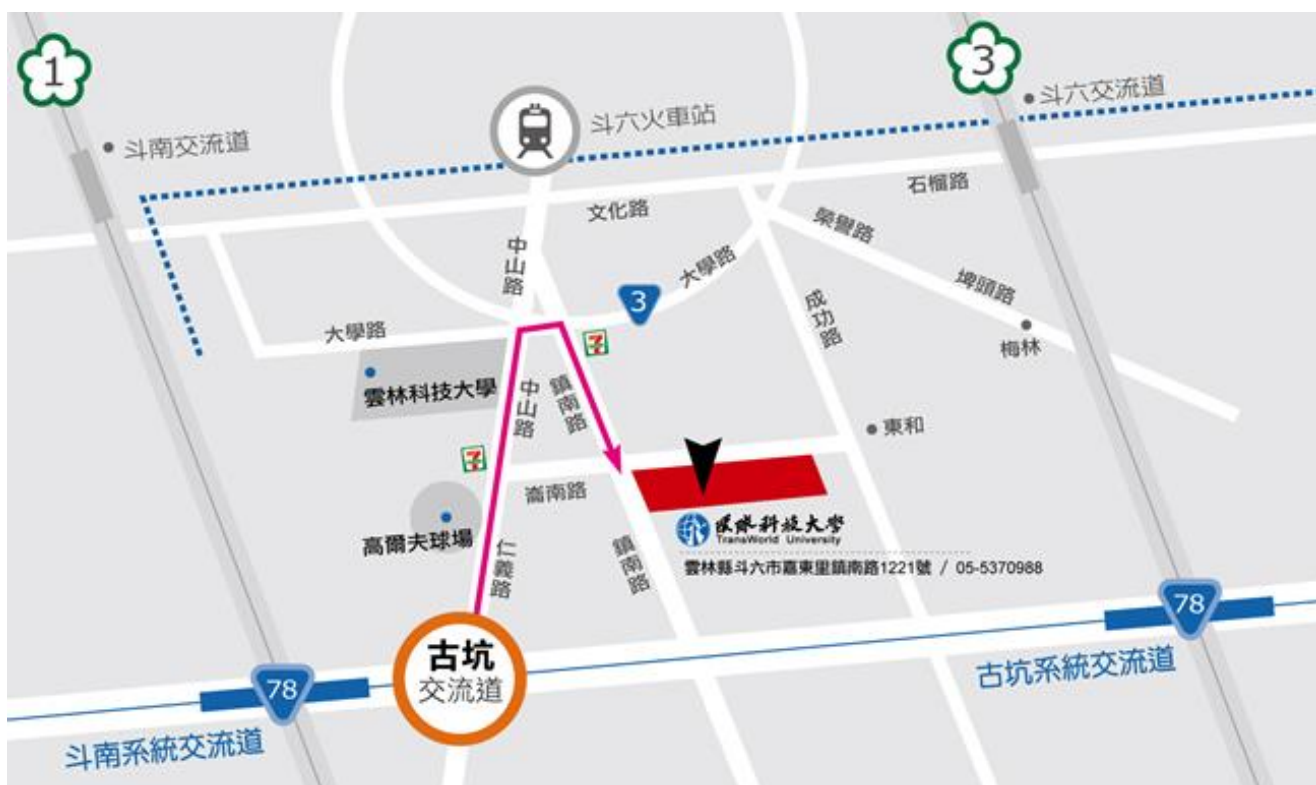 1
3
斗六交流道
斗南交流道
斗六火車站
石榴路
文化路
榮譽路
中山路
大學路
埤頭路
3
成功路
大學路
7
梅林
雲林科技大學
中山路
鎮南路
東和
7
崙南路
環球科技大學
TransWorld University
高爾夫球場
仁義路
鎮南路
雲林縣斗六市嘉東里鎮南路1221號 / 05-5370988
78
古坑
交流道
古坑系統交流道
78
斗南系統交流道